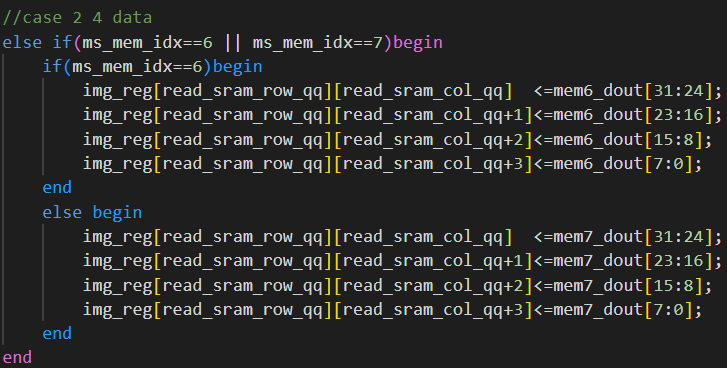 //case 2 4 data
else if(ms_mem_idx==6 || ms_mem_idx==7)begin
    if(ms_mem_idx==6)begin
        img_reg[read_sram_row_qq][read_sram_col_qq]  <=mem6_dout[31:24];
        img_reg[read_sram_row_qq][read_sram_col_qq+1]<=mem6_dout[23:16];
        img_reg[read_sram_row_qq][read_sram_col_qq+2]<=mem6_dout[15:8];
        img_reg[read_sram_row_qq][read_sram_col_qq+3]<=mem6_dout[7:0];
    end
    else begin
        img_reg[read_sram_row_qq][read_sram_col_qq]  <=mem7_dout[31:24];
        img_reg[read_sram_row_qq][read_sram_col_qq+1]<=mem7_dout[23:16];
        img_reg[read_sram_row_qq][read_sram_col_qq+2]<=mem7_dout[15:8];
        img_reg[read_sram_row_qq][read_sram_col_qq+3]<=mem7_dout[7:0];
    end
end